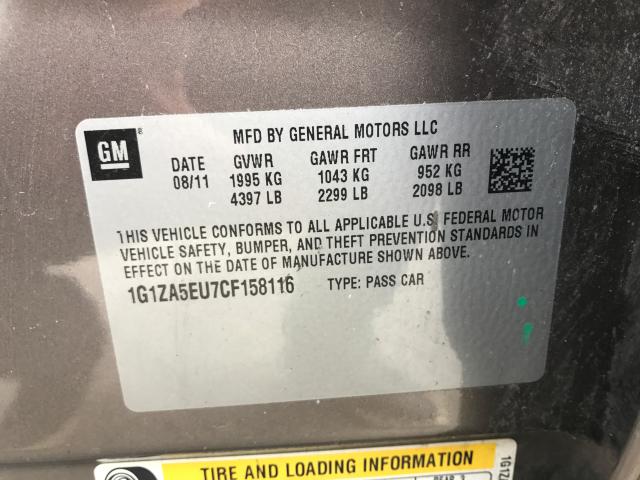 GM
MFD BY GENERAL MOTORS LLC
DATE GVWR GAWR FRT GAWR RR
08/11 1995 KG 1043 KG 952 KG
4397 LB 2299 LB 2098 LB
THIS VEHICLE CONFORMS TO ALL APPLICABLE U.S. FEDERAL MOTOR
VEHICLE SAFETY, BUMPER, AND THEFT PREVENTION STANDARDS IN
EFFECT ON THE DATE OF MANUFACTURE SHOWN ABOVE.
1G1ZA5EU7CF158116 TYPE: PASS CAR
TIRE AND LOADING INFORMATION
1G1Z